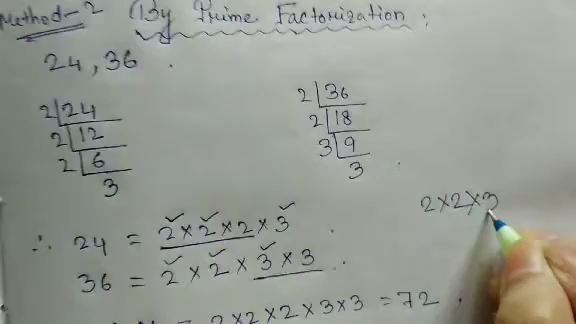 Method-2 (By Prime Factorization:
24, 36.
2|24
2|12
2|6
3
2|36
2|18
3|9
3
2×2×3
∴ 24 = 2×2×2×3.
36 = 2×2×3×3.
= 2×2×2×3×3 = 72.